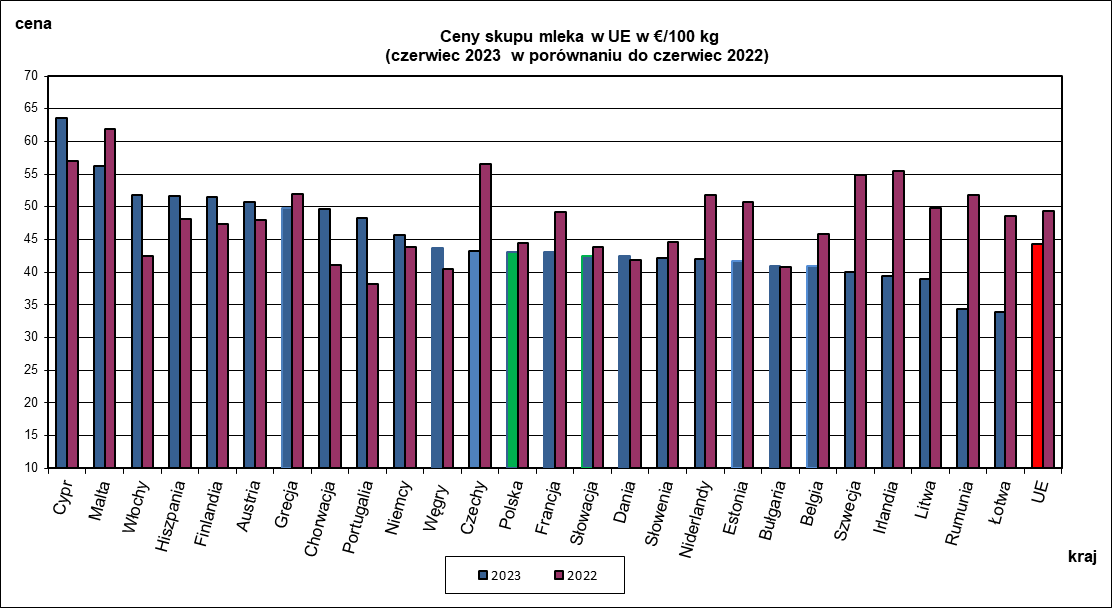 cena
Ceny skupu mleka w UE w €/100 kg
(czerwiec 2023 w porównaniu do czerwiec 2022)
70
65
60
55
50
45
40
35
30
25
20
15
10
Cypr
Malta
Włochy
Hiszpania
Finlandia
Austria
Grecja
Chorwacja
Portugalia
Niemcy
Węgry
Czechy
Polska
Francja
Słowacja
Dania
Słowenia
Niderlandy
Estonia
Bułgaria
Belgia
Szwecja
Irlandia
Litwa
Rumunia
Łotwa
UE
kraj
2023
2022